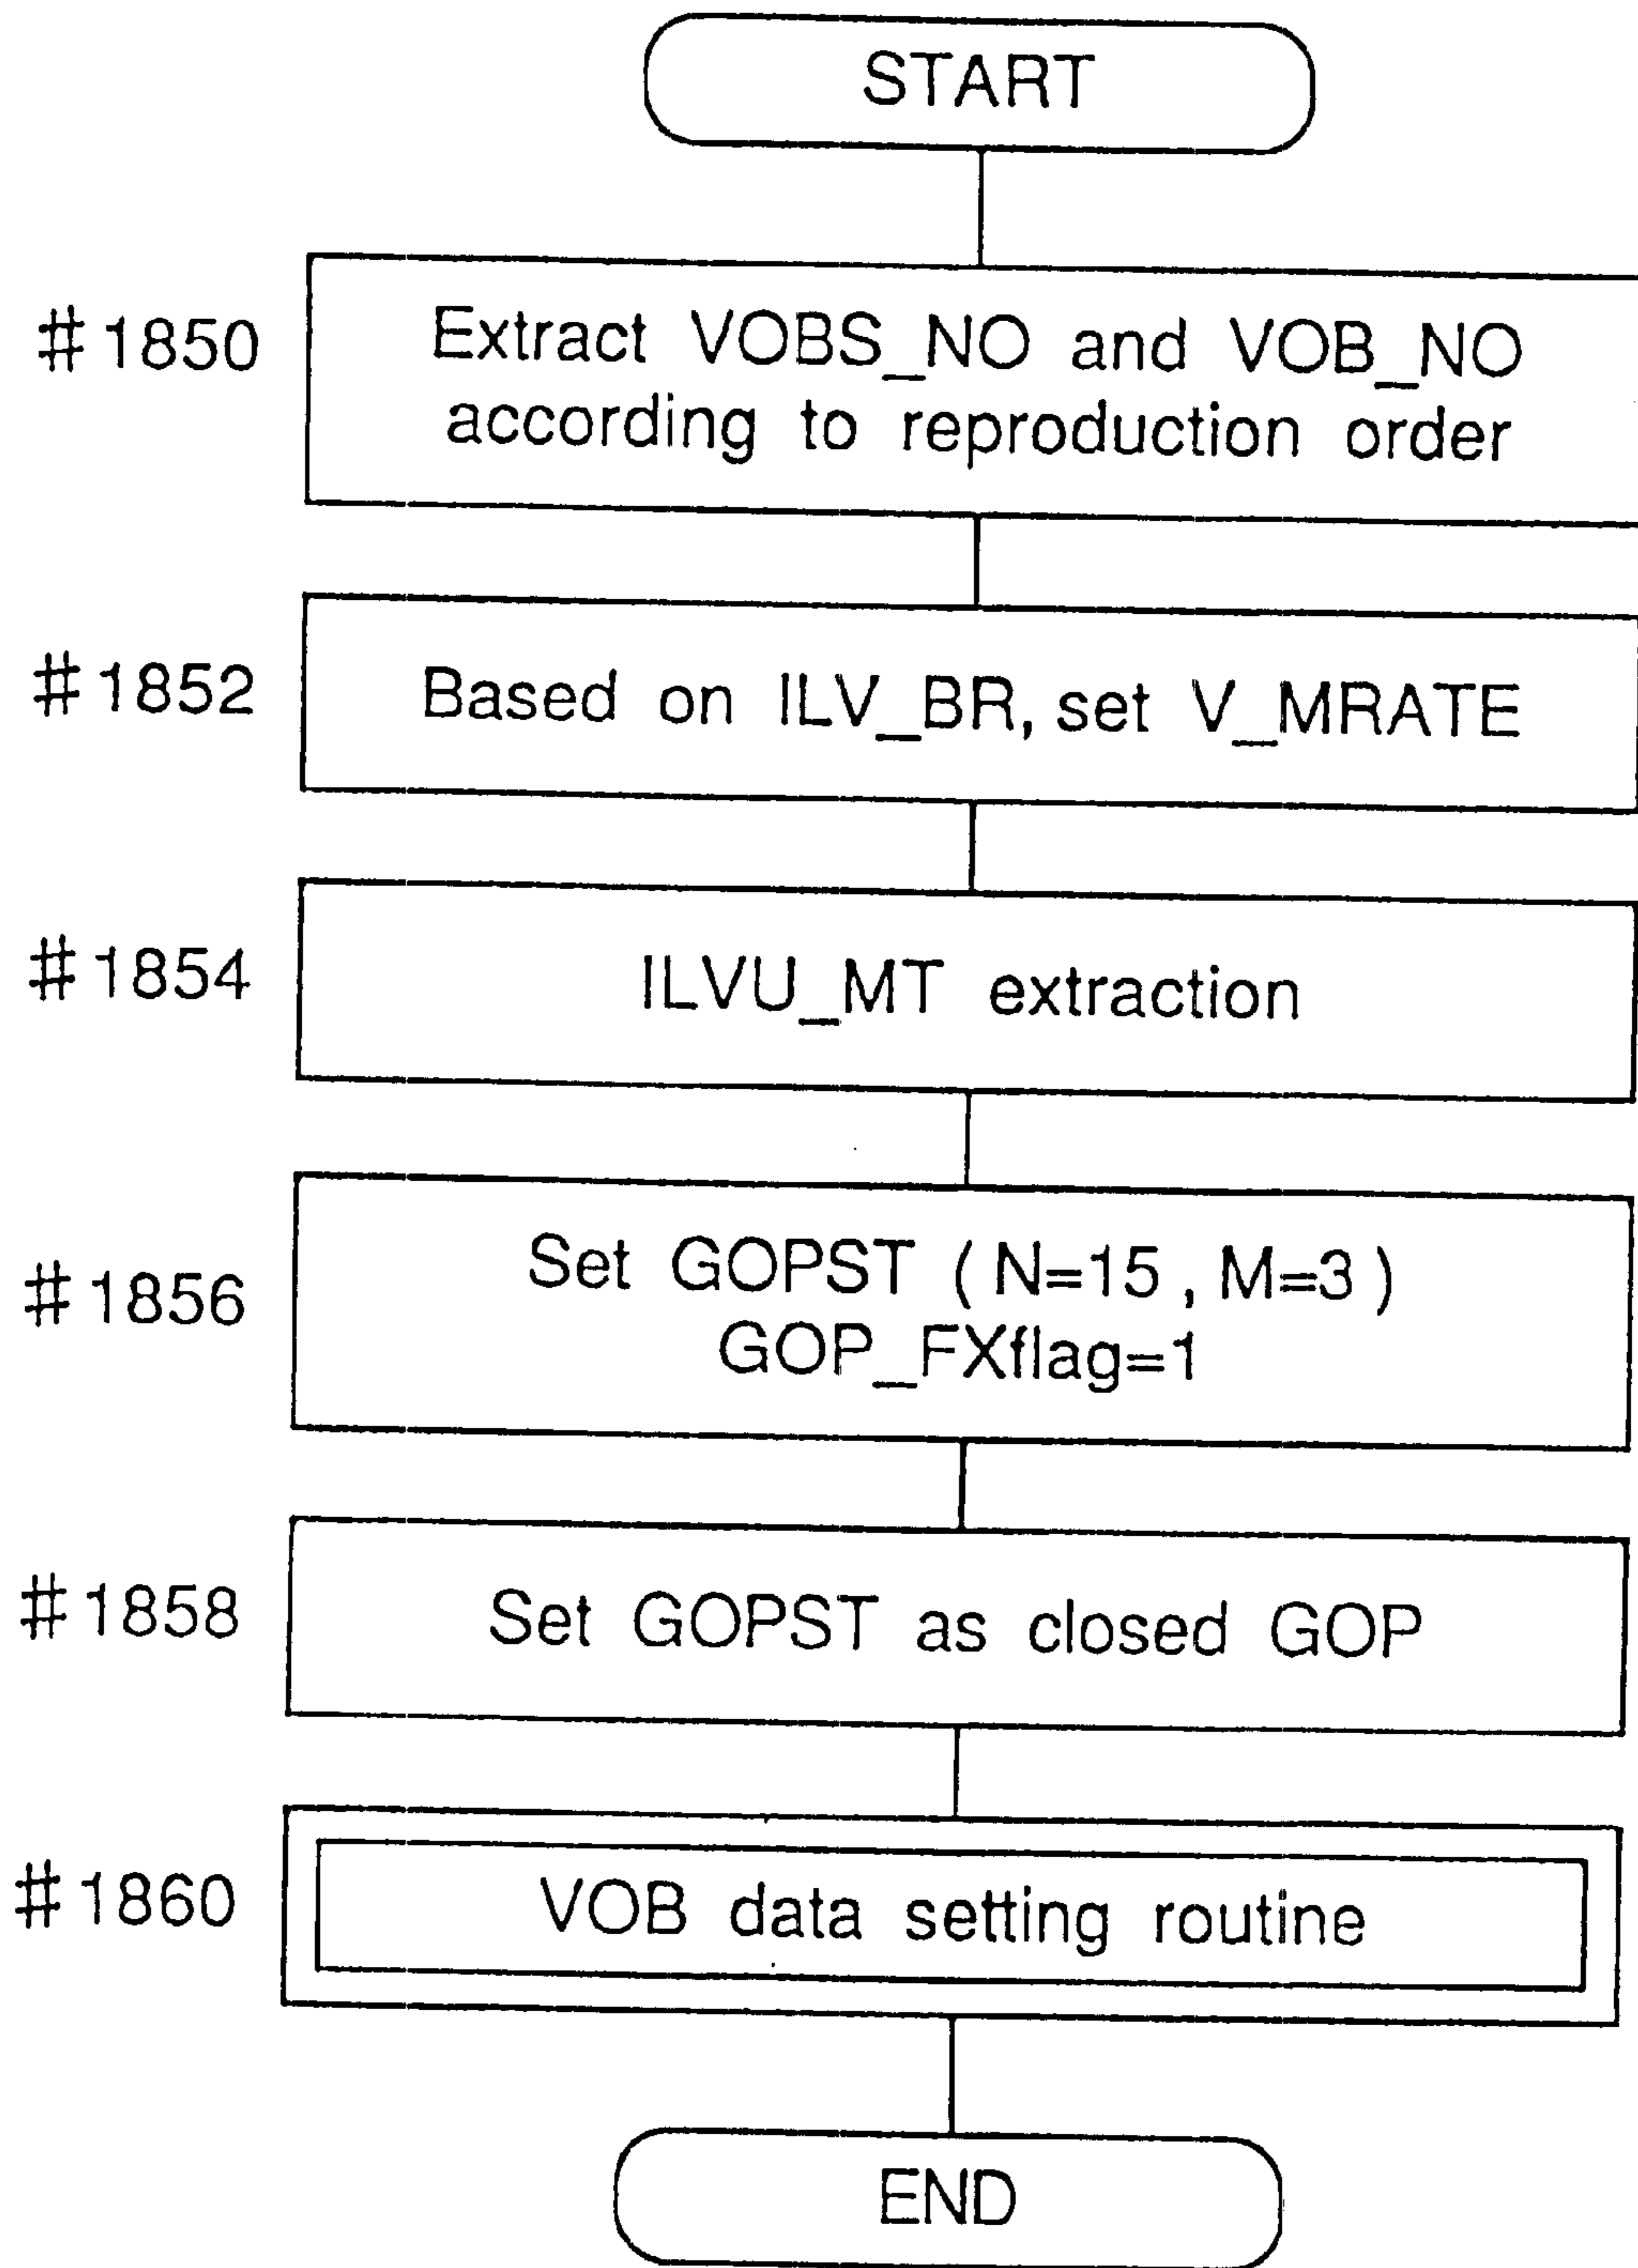 START
#1850
Extract VOBS_NO and VOB_NO
according to reproduction order
#1852
Based on ILV_BR, set V_MRATE
#1854
ILVU_MT extraction
#1856
Set GOPST (N=15, M=3)
GOP_FXflag=1
#1858
Set GOPST as closed GOP
#1860
VOB data setting routine
END